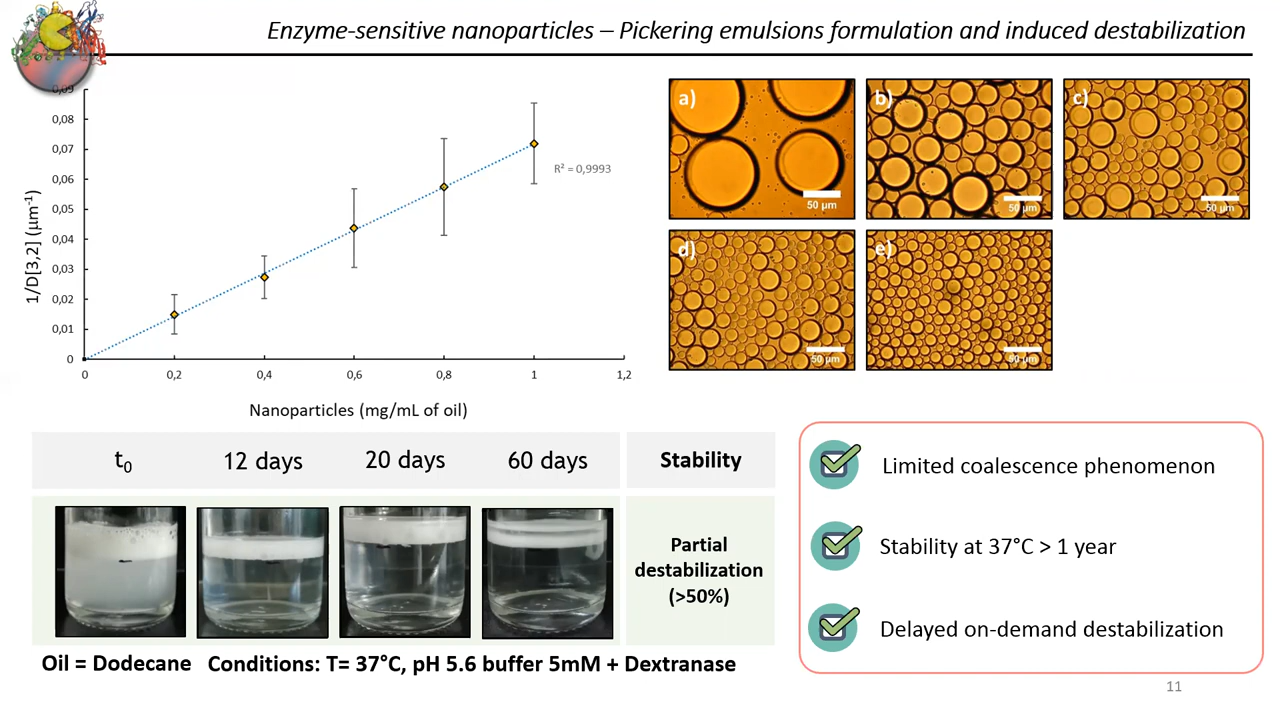 Enzyme-sensitive nanoparticles – Pickering emulsions formulation and induced destabilization
0,09
0,08
0,07
0,06
0,05
0,04
0,03
0,02
0,01
0
0
0,2
0,4
0,6
0,8
1
1,2
1/D[3,2] (μm⁻¹)
R² = 0,9993
Nanoparticles (mg/mL of oil)
a)
50 μm
b)
50 μm
c)
50 μm
d)
50 μm
e)
50 μm
t₀
12 days
20 days
60 days
Stability
Partial
destabilization
(>50%)
Oil = Dodecane Conditions: T= 37°C, pH 5.6 buffer 5mM + Dextranase
Limited coalescence phenomenon
Stability at 37°C > 1 year
Delayed on-demand destabilization
11